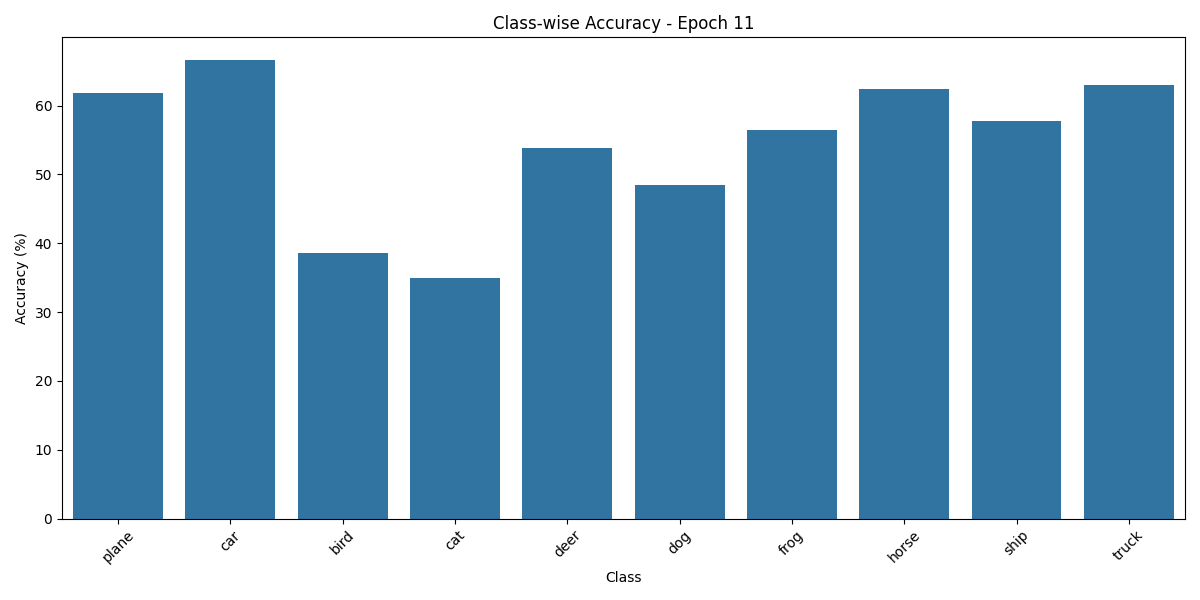 Class-wise Accuracy - Epoch 11
Accuracy (%)
60
50
40
30
20
10
0
plane
car
bird
cat
deer
dog
frog
horse
ship
truck
Class